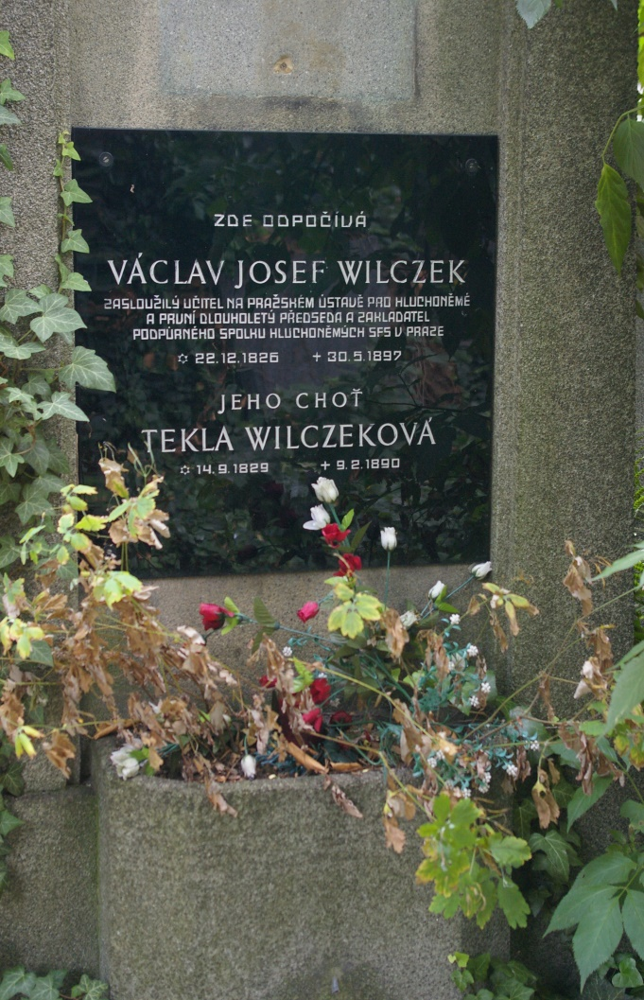 ZDE ODPOČÍVÁ
VÁCLAV JOSEF WILCZEK
ZASLOUŽILÝ UČITEL NA PRAŽSKÉM ÚSTAVĚ PRO HLUCHONĚMÉ
A PRVNÍ DLOUHOLETÝ PŘEDSEDA A ZAKLADATEL
PODPŮRNÉHO SPOLKU HLUCHONĚMÝCH SFS V PRAZE
✡ 22.12.1826 + 30.5.1897
JEHO CHOŤ
TEKLA WILCZEKOVÁ
✡ 14.9.1829 + 9.2.1890